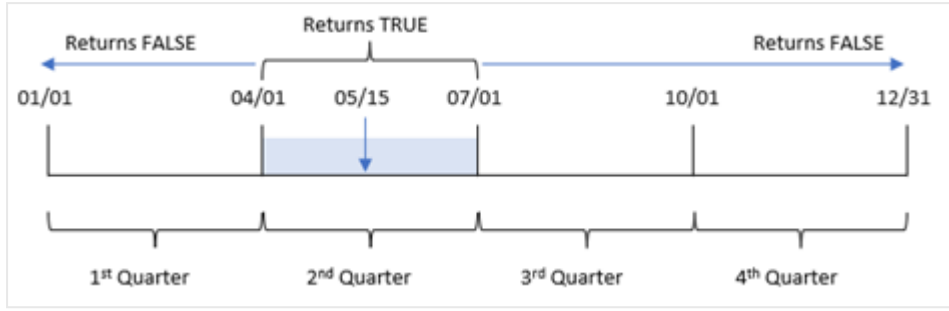 Returns TRUE
Returns FALSE Returns FALSE
01/01 04/01 05/15 07/01 10/01 12/31
1st Quarter 2nd Quarter 3rd Quarter 4th Quarter